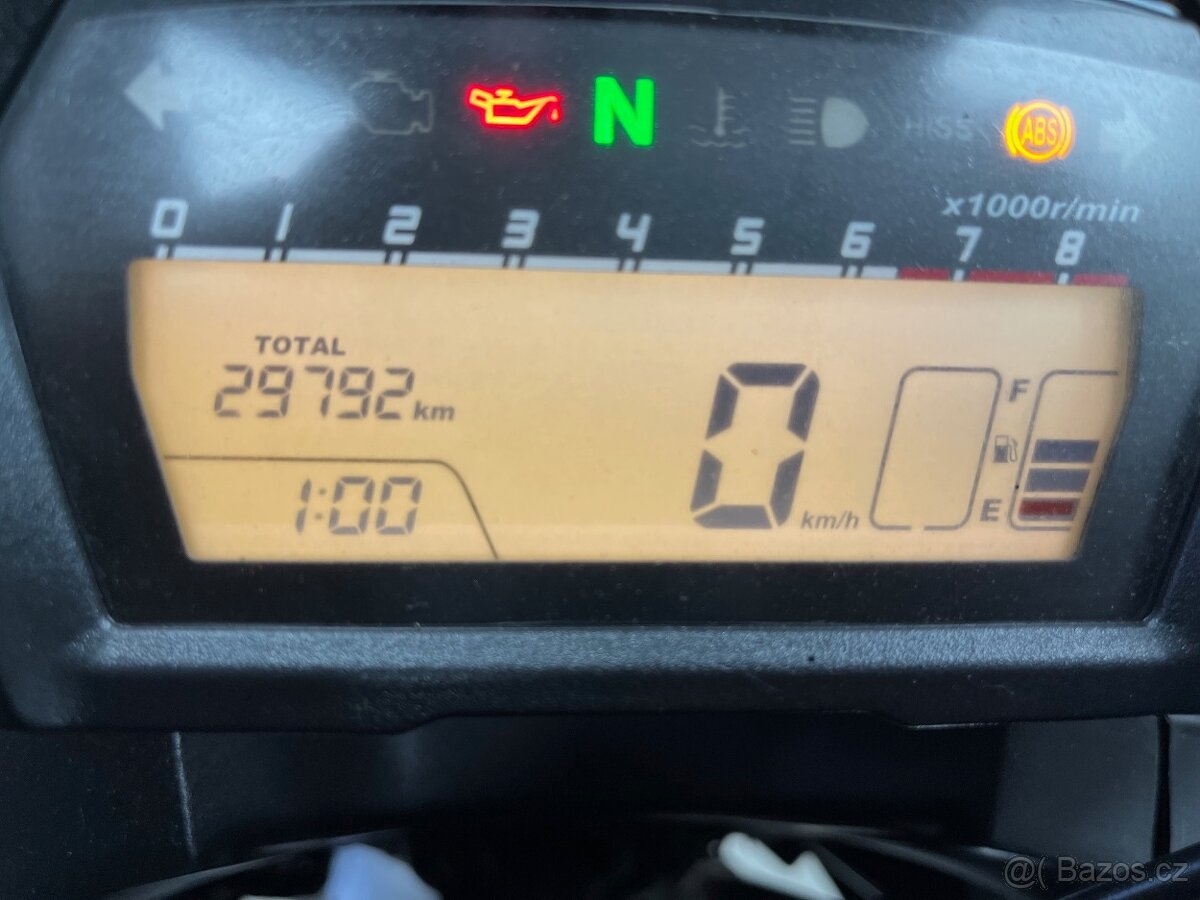 N HISS ABS
x1000r/min
0 1 2 3 4 5 6 7 8
TOTAL
29792 km
1:00
0 km/h
F
E
@( Bazos.cz